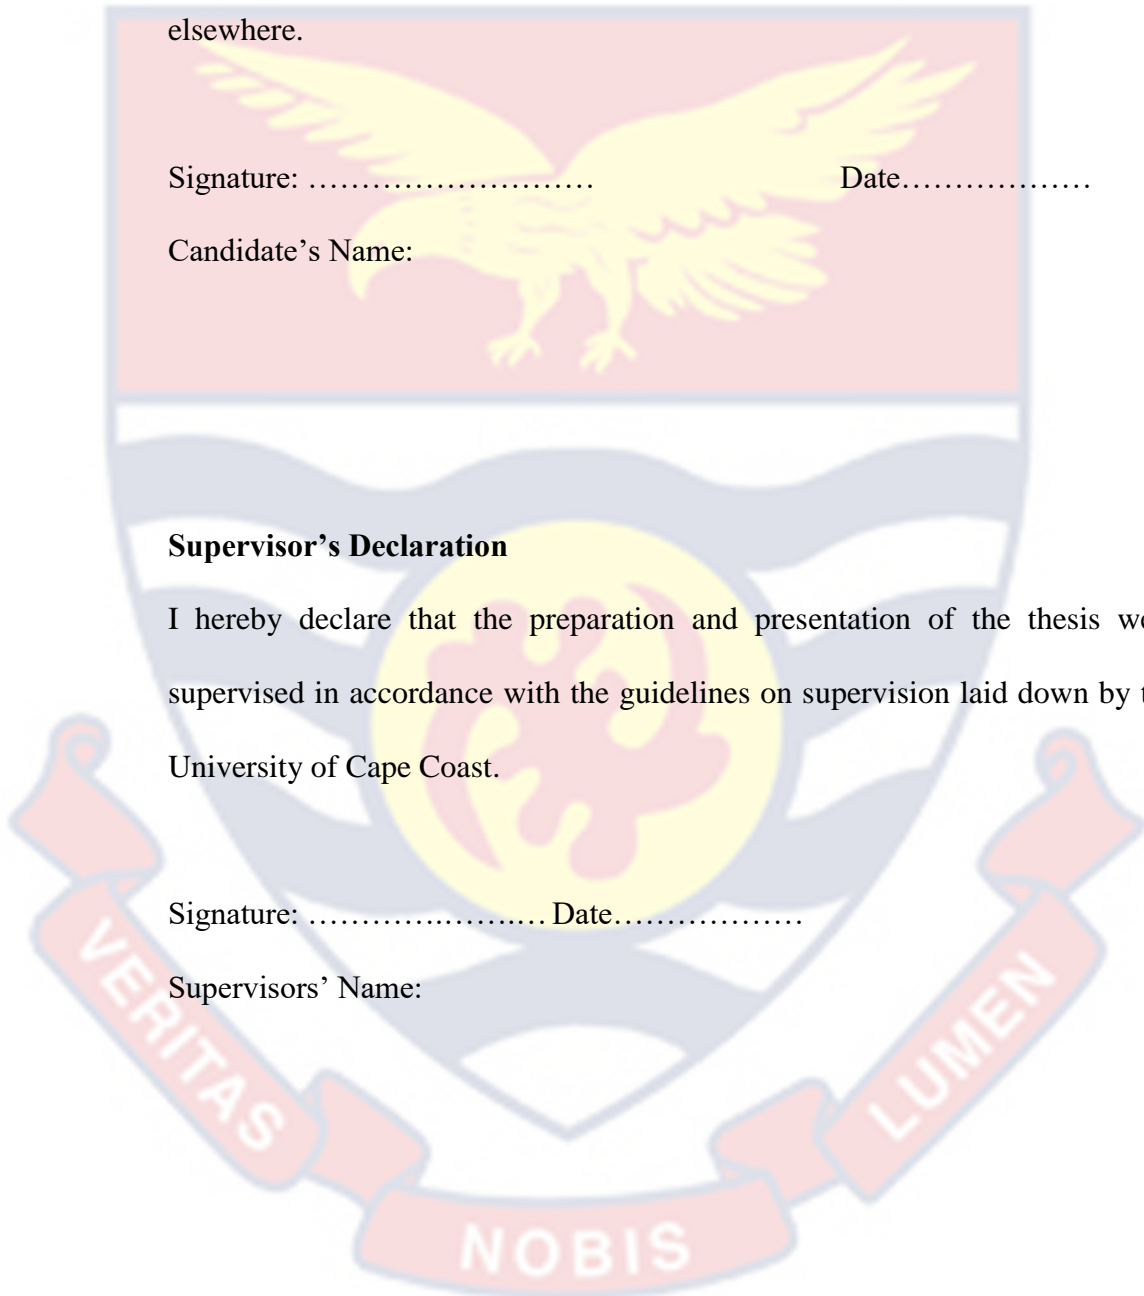 elsewhere.
Signature: ……………………… Date………………
Candidate’s Name:
Supervisor’s Declaration
I hereby declare that the preparation and presentation of the thesis
supervised in accordance with the guidelines on supervision laid down by
University of Cape Coast.
Signature: ………….…….… Date………………
Supervisors’ Name:
VERITAS
NOBIS
LUMEN